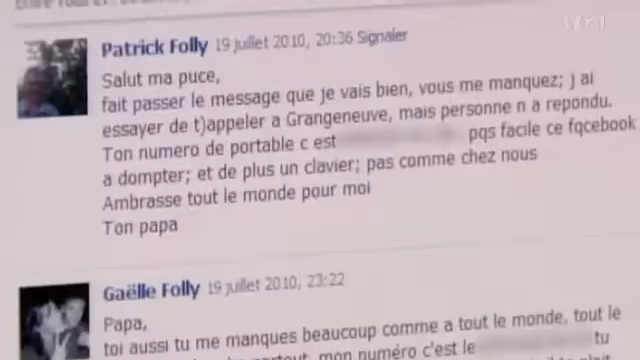 Patrick Folly 19 juillet 2010, 20:36 Signaler
Salut ma puce,
fait passer le message que je vais bien, vous me manquez; j ai
essayer de t)appeler a Grangeneuve, mais personne n a repondu.
Ton numero de portable c est pqs facile ce fqcebook
a dompter; et de plus un clavier; pas comme chez nous
Ambrasse tout le monde pour moi
Ton papa
Gaëlle Folly 19 juillet 2010, 23:22
Papa,
toi aussi tu me manques beaucoup comme a tout le monde, tout le
partout, mon numéro c'est le tu